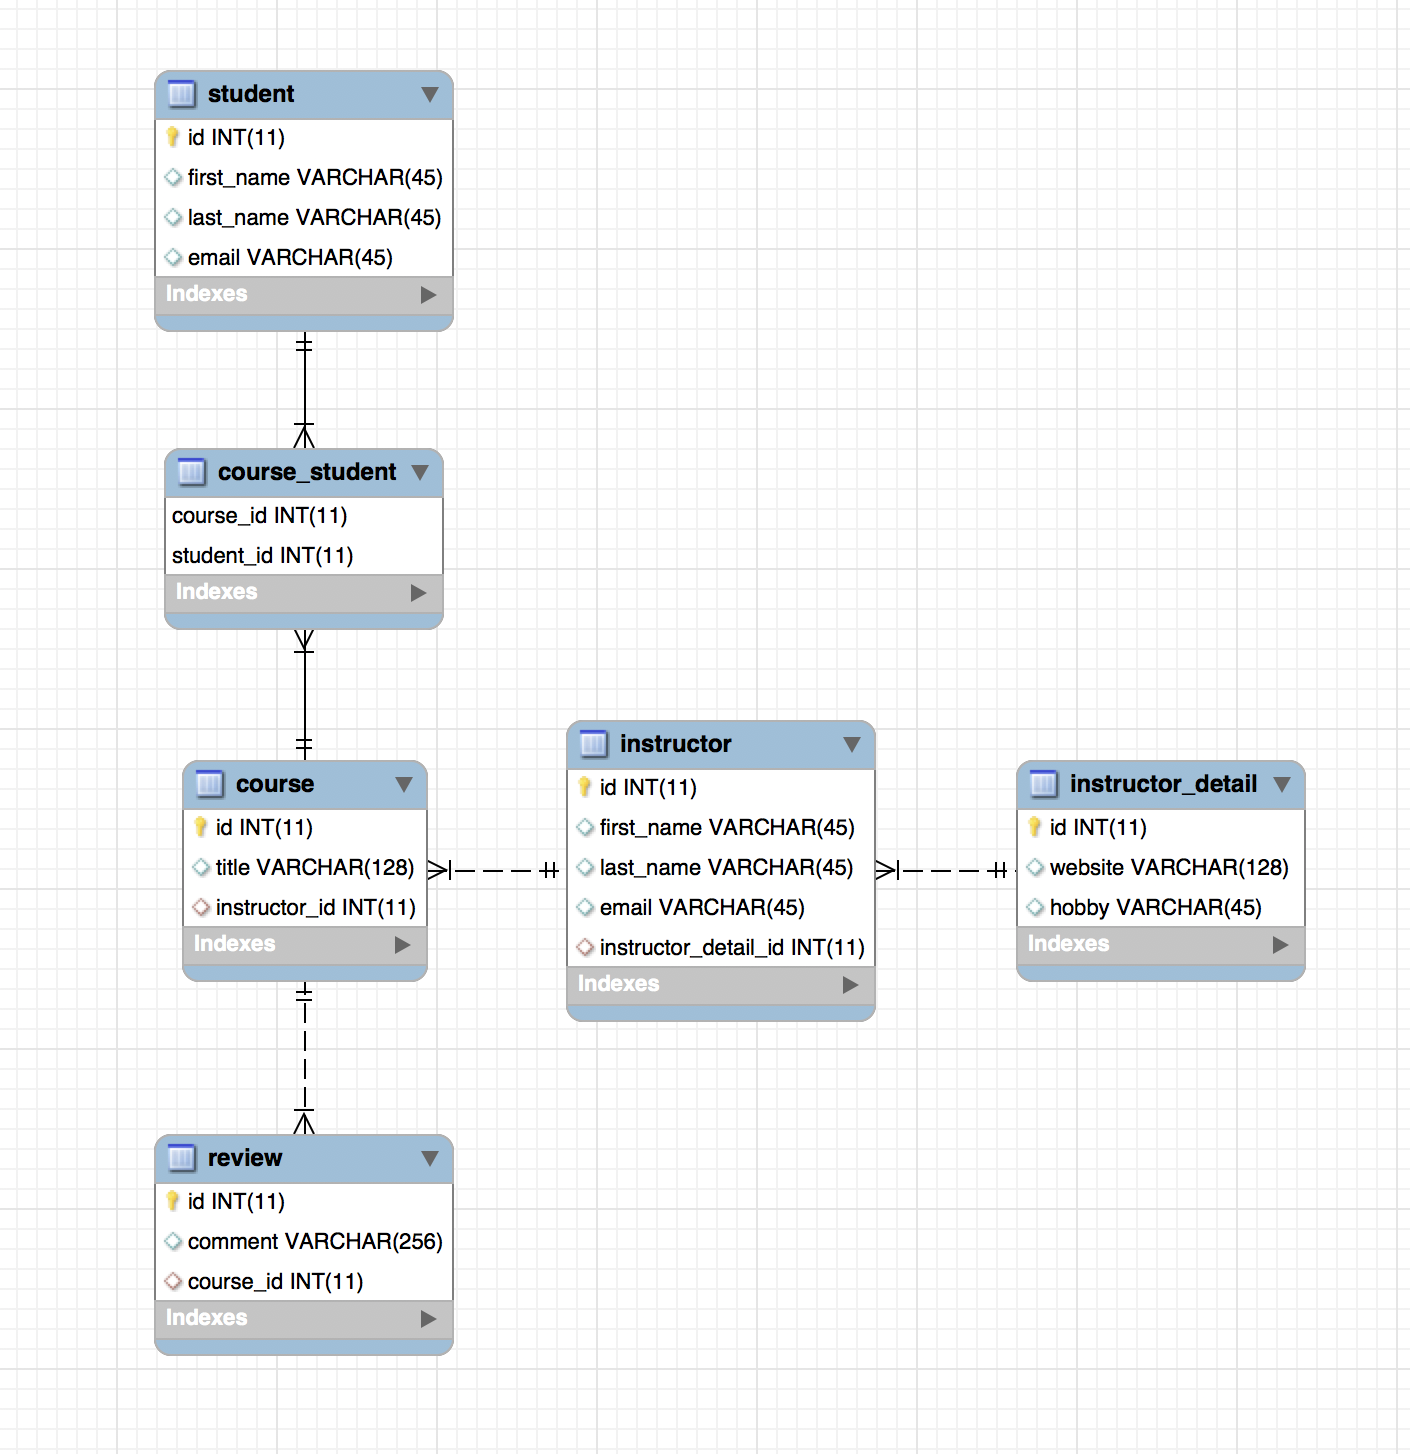 student
id INT(11)
first_name VARCHAR(45)
last_name VARCHAR(45)
email VARCHAR(45)
Indexes
course_student
course_id INT(11)
student_id INT(11)
Indexes
course
id INT(11)
title VARCHAR(128)
instructor_id INT(11)
Indexes
instructor
id INT(11)
first_name VARCHAR(45)
last_name VARCHAR(45)
email VARCHAR(45)
instructor_detail_id INT(11)
Indexes
instructor_detail
id INT(11)
website VARCHAR(128)
hobby VARCHAR(45)
Indexes
review
id INT(11)
comment VARCHAR(256)
course_id INT(11)
Indexes